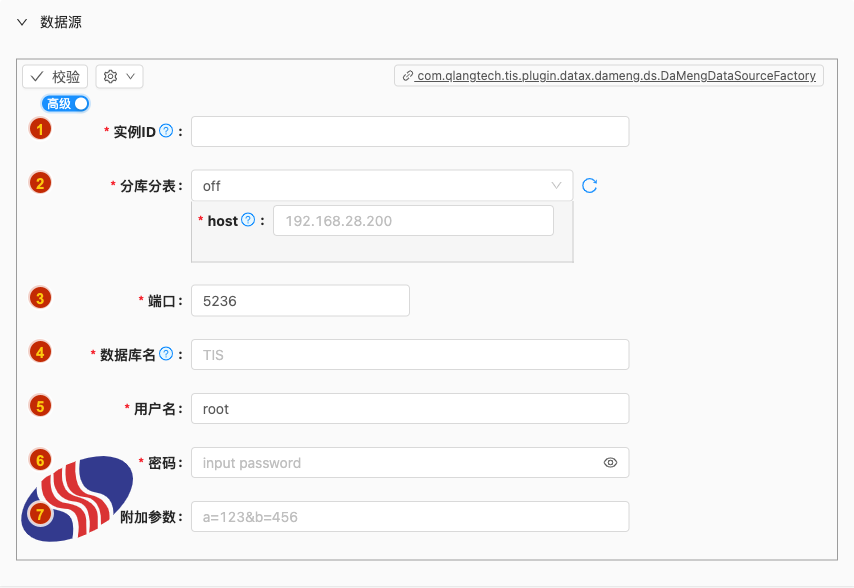 数据源
校验
com.qlangtech.tis.plugin.datax.dameng.ds.DaMengDataSourceFactory
高级
1 * 实例ID ? :
2 * 分库分表: off
* host ? : 192.168.28.200
3 * 端口: 5236
4 * 数据库名 ? : TIS
5 * 用户名: root
6 * 密码: input password
7 附加参数: a=123&b=456